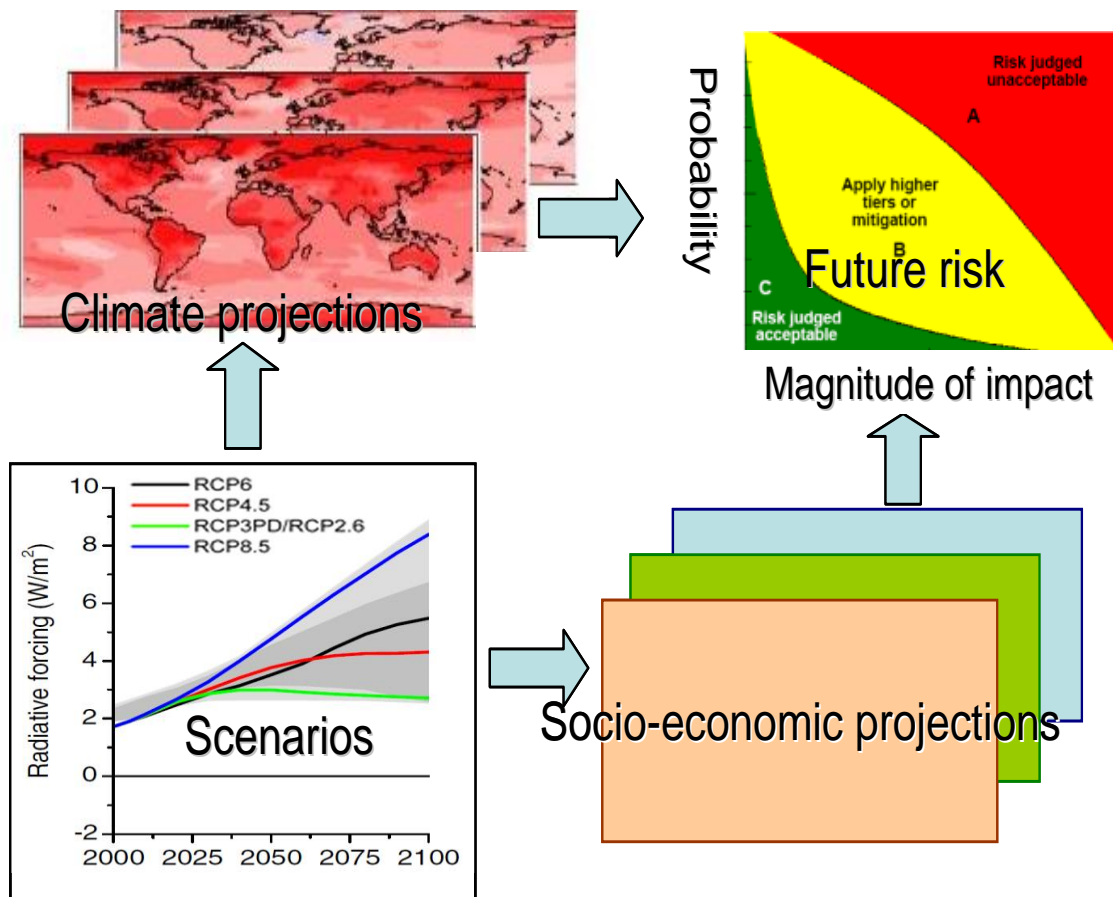 Climate projections
Probability
Risk judged
unacceptable
A
Apply higher
tiers or
mitigation
B
Future risk
C
Risk judged
acceptable
Magnitude of impact
Radiative forcing (W/m²)
10
8
6
4
2
0
-2
RCP6
RCP4.5
RCP3PD/RCP2.6
RCP8.5
Scenarios
2000 2025 2050 2075 2100
Socio-economic projections